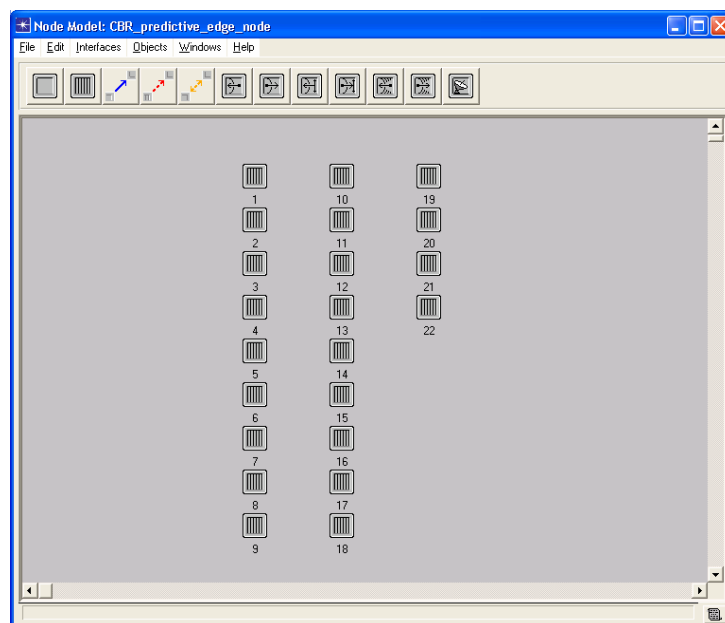 Node Model: CBR_predictive_edge_node
File Edit Interfaces Objects Windows Help
1 10 19
2 11 20
3 12 21
4 13 22
5 14
6 15
7 16
8 17
9 18